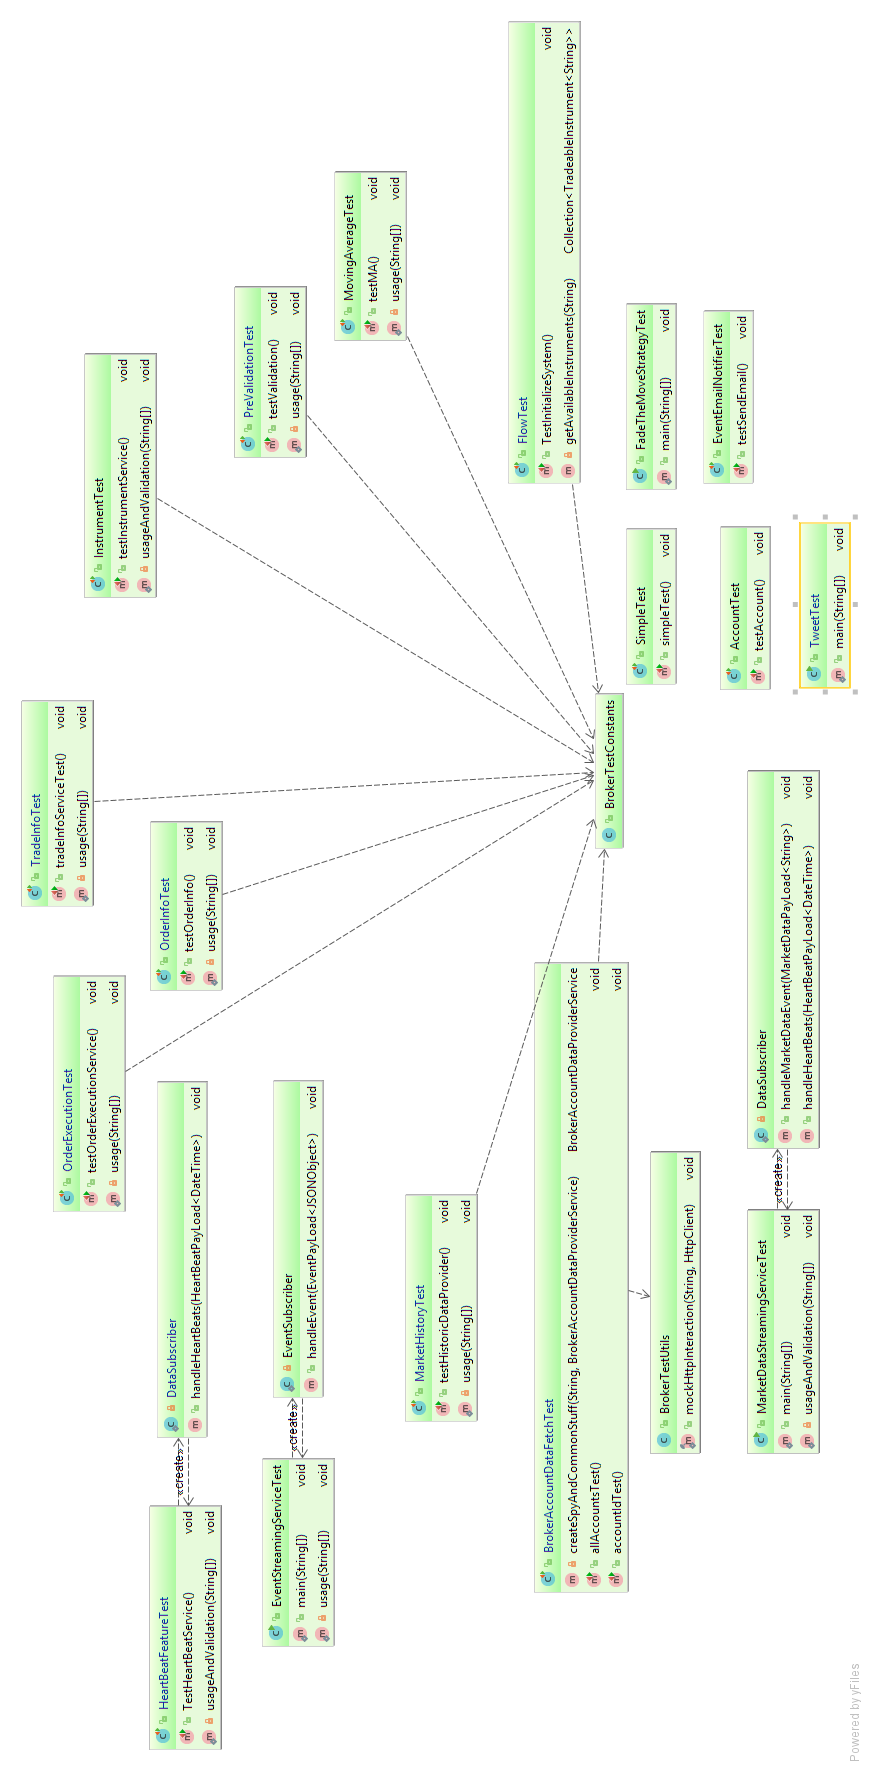 TradeInfoTest
tradeInfoServiceTest() void
usage(String[]) void
OrderExecutionTest
testOrderExecutionService() void
usage(String[]) void
InstrumentTest
testInstrumentService() void
usageAndValidation(String[]) void
OrderInfoTest
testOrderInfo() void
usage(String[]) void
HeartBeatFeatureTest
TestHeartBeatService() void
usageAndValidation(String[]) void
«create»
DataSubscriber
handleHeartBeats(HeartBeatPayLoad<DateTime>) void
PreValidationTest
testValidation() void
usage(String[]) void
EventStreamingServiceTest
main(String[]) void
usage(String[]) void
«create»
EventSubscriber
handleEvent(EventPayLoad<JSONObject>) void
MovingAverageTest
testMA() void
usage(String[]) void
MarketHistoryTest
testHistoricDataProvider() void
usage(String[]) void
FlowTest
TestInitializeSystem() void
getAvailableInstruments(String) Collection<TradeableInstrument<String>>
BrokerAccountDataFetchTest
createSpyAndCommonStuff(String, BrokerAccountDataProviderService) BrokerAccountDataProviderService
allAccountsTest() void
accountIdTest() void
BrokerTestConstants
SimpleTest
simpleTest() void
FadeTheMoveStrategyTest
main(String[]) void
BrokerTestUtils
mockHttpInteraction(String, HttpClient) void
EventEmailNotifierTest
testSendEmail() void
AccountTest
testAccount() void
MarketDataStreamingServiceTest
main(String[]) void
usageAndValidation(String[]) void
«create»
DataSubscriber
handleMarketDataEvent(MarketDataPayLoad<String>) void
handleHeartBeats(HeartBeatPayLoad<DateTime>) void
TweetTest
main(String[]) void
Powered by yFiles